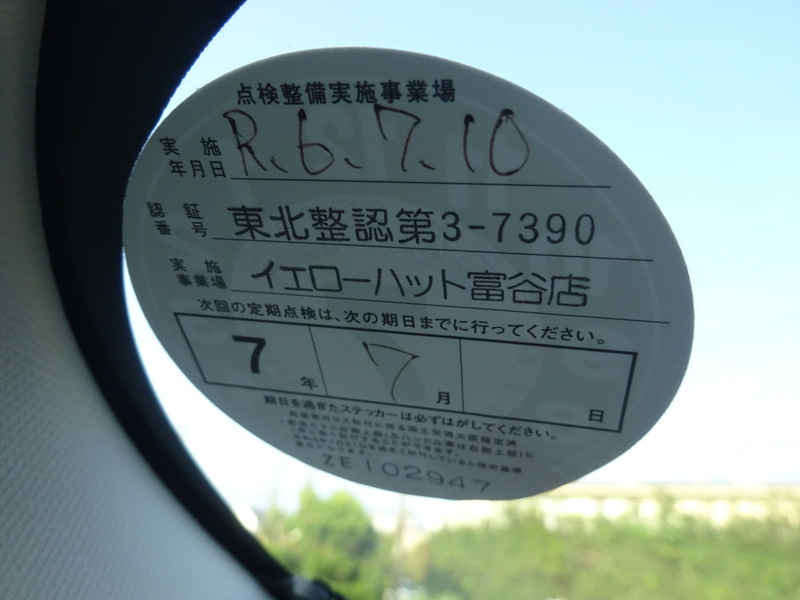 点検整備実施事業場
実施年月日 R.6.7.10
認証番号 東北整認第3-7390
実施事業場 イエローハット富谷店
次回の定期点検は、次の期日までに行ってください。
7年 7月 日
期日を過ぎたステッカーは必ずはがしてください。
ZE102947